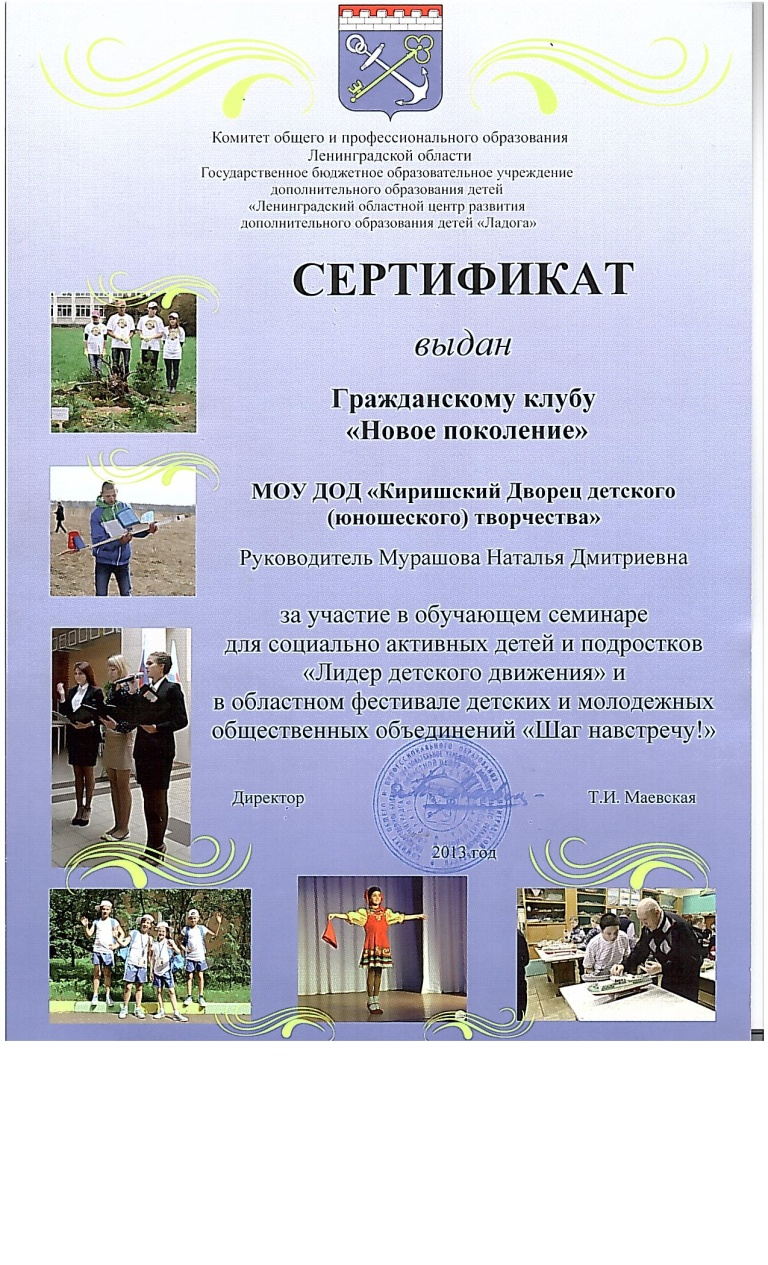 Комитет общего и профессионального образования
Ленинградской области
Государственное бюджетное образовательное учреждение
дополнительного образования детей
«Ленинградский областной центр развития
дополнительного образования детей «Ладога»
СЕРТИФИКАТ
выдан
Гражданскому клубу
«Новое поколение»
МОУ ДОД «Киришский Дворец детского
(юношеского) творчества»
Руководитель Мурашова Наталья Дмитриевна
за участие в обучающем семинаре
для социально активных детей и подростков
«Лидер детского движения» и
в областном фестивале детских и молодежных
общественных объединений «Шаг навстречу!»
Директор
Т.И. Маевская
2013 год